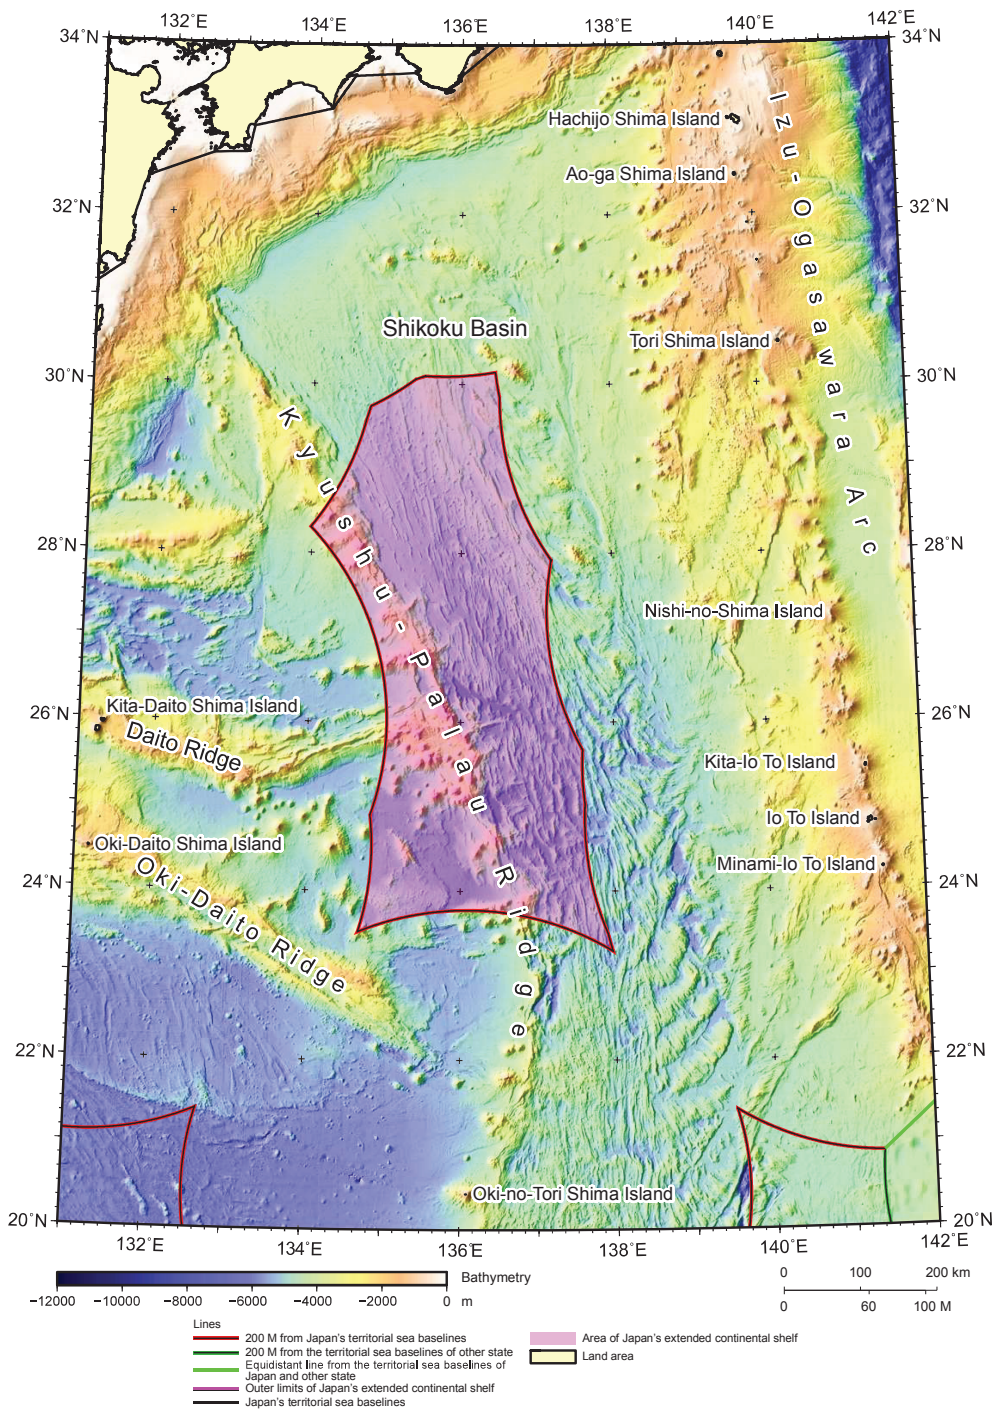 132°E 134°E 136°E 138°E 140°E 142°E
34°N 34°N
Hachijo Shima Island
Ao-ga Shima Island
32°N 32°N
Izu-Ogasawara Arc
Shikoku Basin
Tori Shima Island
30°N 30°N
Kyushu-Palau Ridge
28°N 28°N
Nishi-no-Shima Island
Kita-Daito Shima Island
26°N 26°N
Daito Ridge
Kita-Io To Island
Io To Island
Oki-Daito Shima Island
Minami-Io To Island
24°N 24°N
Oki-Daito Ridge
22°N 22°N
Oki-no-Tori Shima Island
20°N 20°N
132°E 134°E 136°E 138°E 140°E 142°E
Bathymetry
−12000 −10000 −8000 −6000 −4000 −2000 0 m
0 100 200 km
0 60 100 M
Lines
200 M from Japan's territorial sea baselines
200 M from the territorial sea baselines of other state
Equidistant line from the territorial sea baselines of
Japan and other state
Outer limits of Japan's extended continental shelf
Japan's territorial sea baselines
Area of Japan's extended continental shelf
Land area